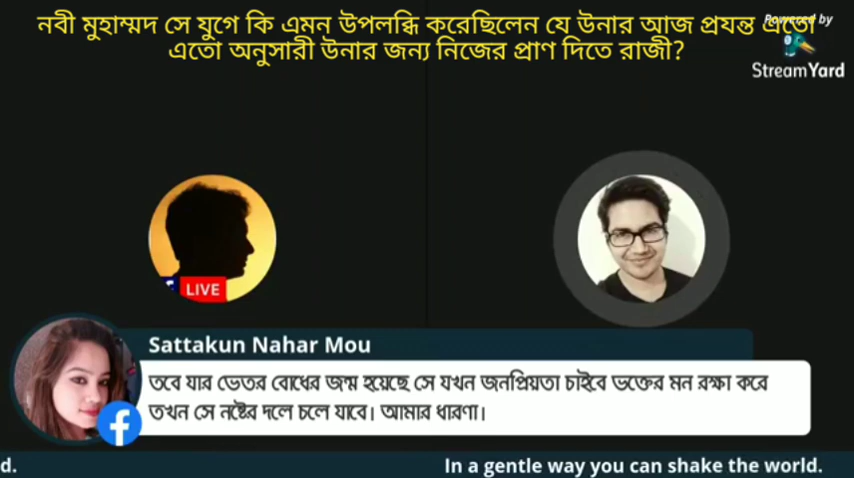 নবী মুহাম্মদ সে যুগে কি এমন উপলব্ধি করেছিলেন যে উনার আজ প্রযন্ত এতো
এতো অনুসারী উনার জন্য নিজের প্রাণ দিতে রাজী?
Powered by
StreamYard
LIVE
Sattakun Nahar Mou
তবে যার ভেতর বোধের জন্ম হয়েছে সে যখন জনপ্রিয়তা চাইবে ভক্তের মন রক্ষা করে
তখন সে নষ্টের দলে চলে যাবে। আমার ধারণা।
d.
In a gentle way you can shake the world.